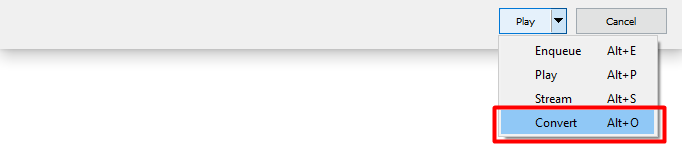 Play Cancel
Enqueue Alt+E
Play Alt+P
Stream Alt+S
Convert Alt+O